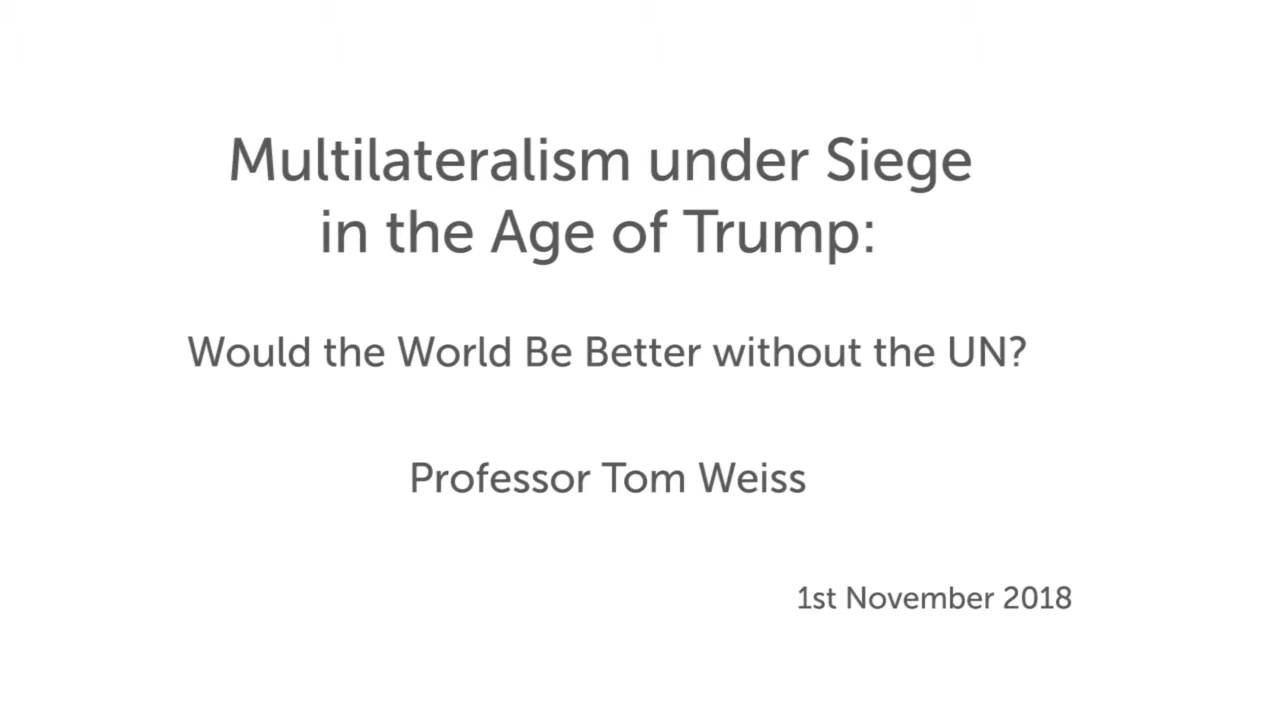 Multilateralism under Siege
in the Age of Trump:
Would the World Be Better without the UN?
Professor Tom Weiss
1st November 2018